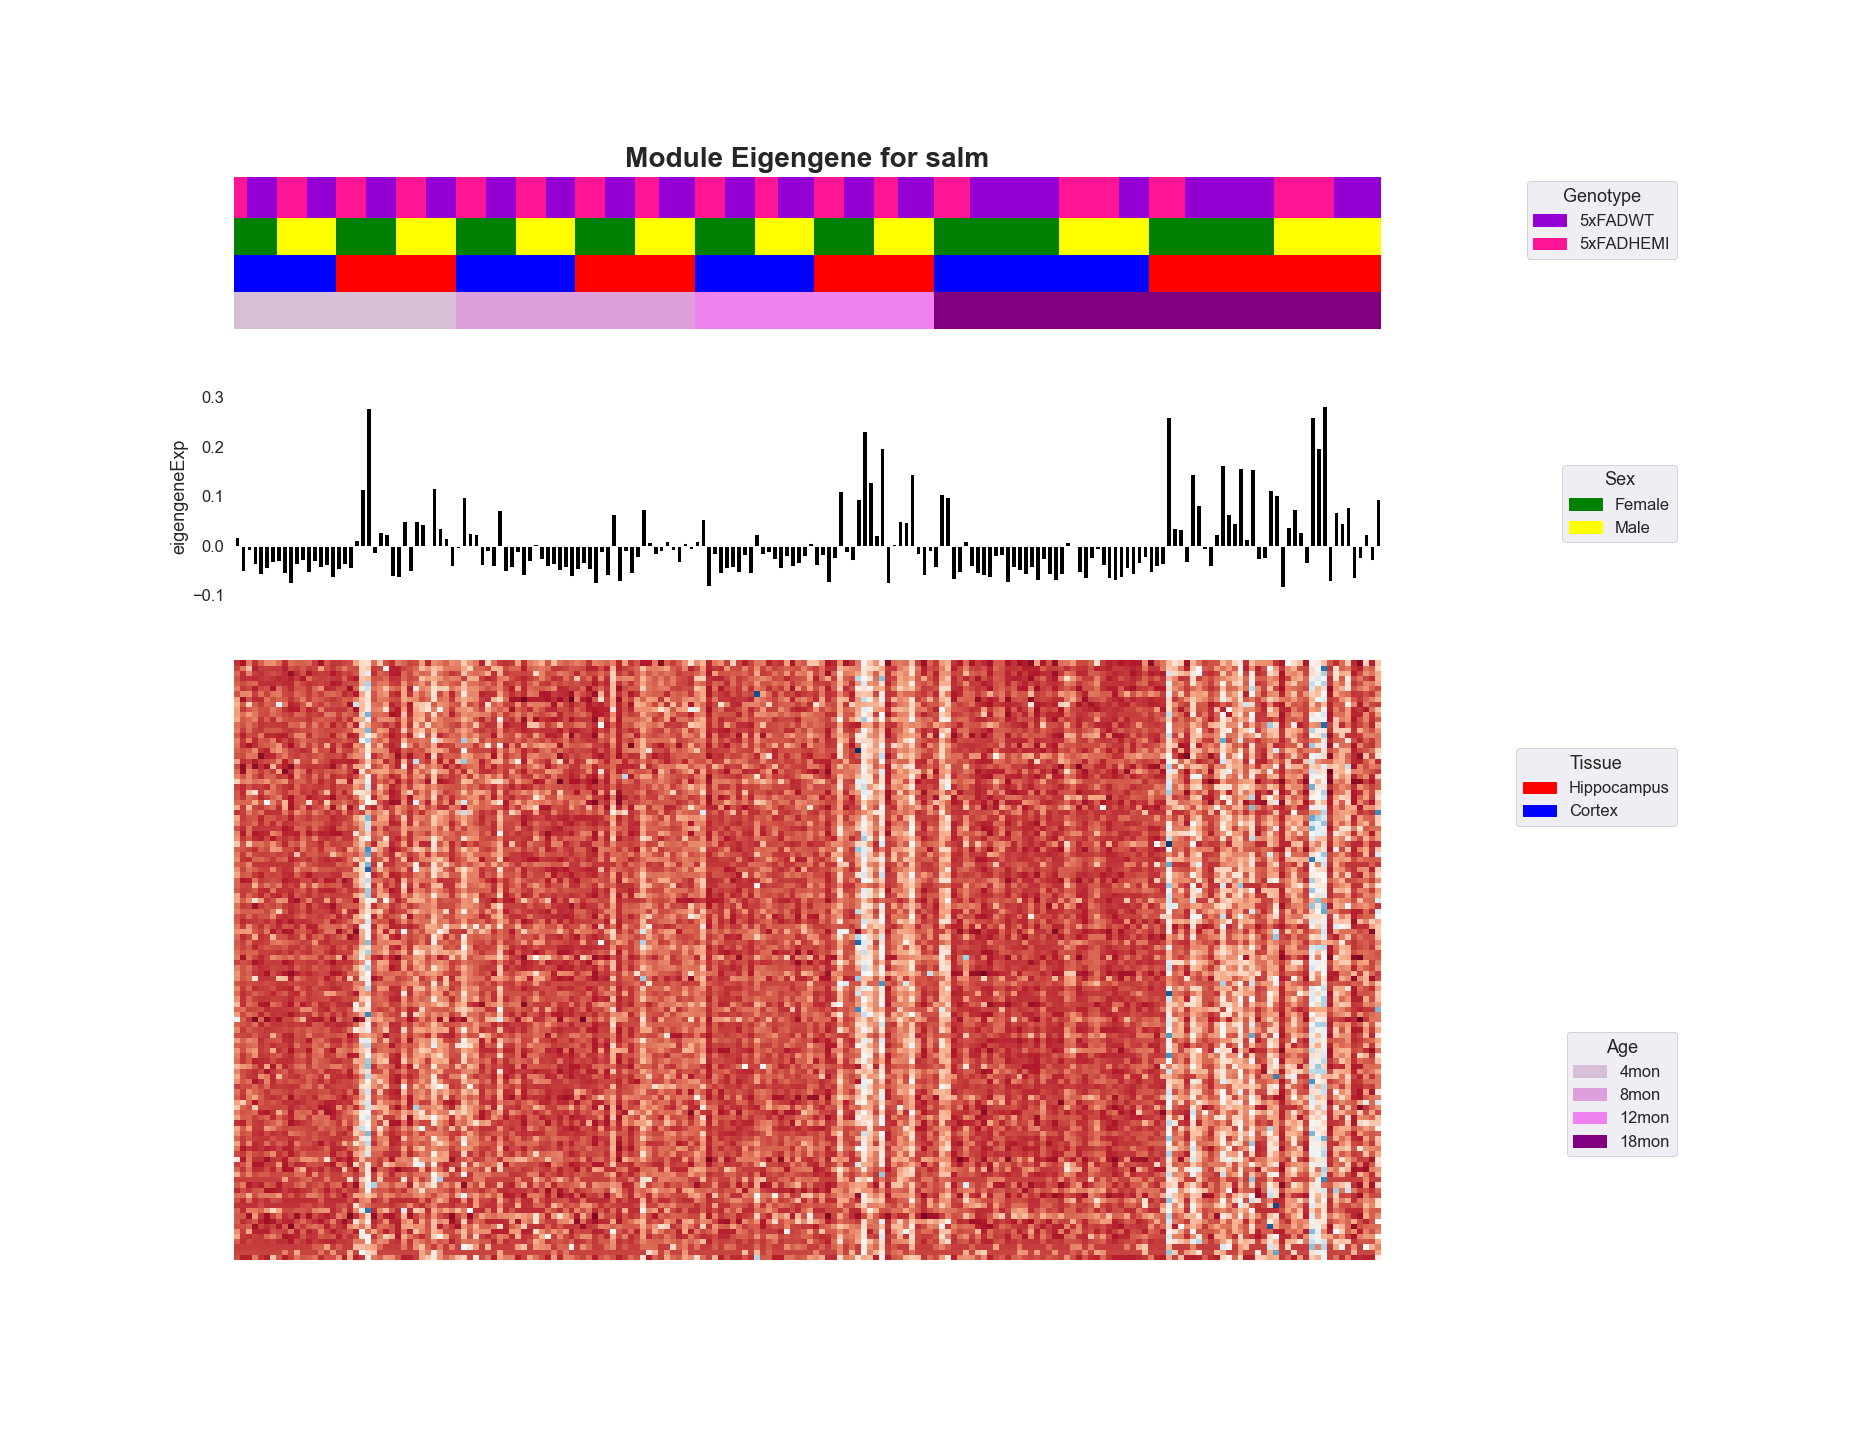 Module Eigengene for salm
Genotype
5xFADWT
5xFADHEMI
0.3
0.2
0.1
0.0
−0.1
eigengeneExp
Sex
Female
Male
Tissue
Hippocampus
Cortex
Age
4mon
8mon
12mon
18mon